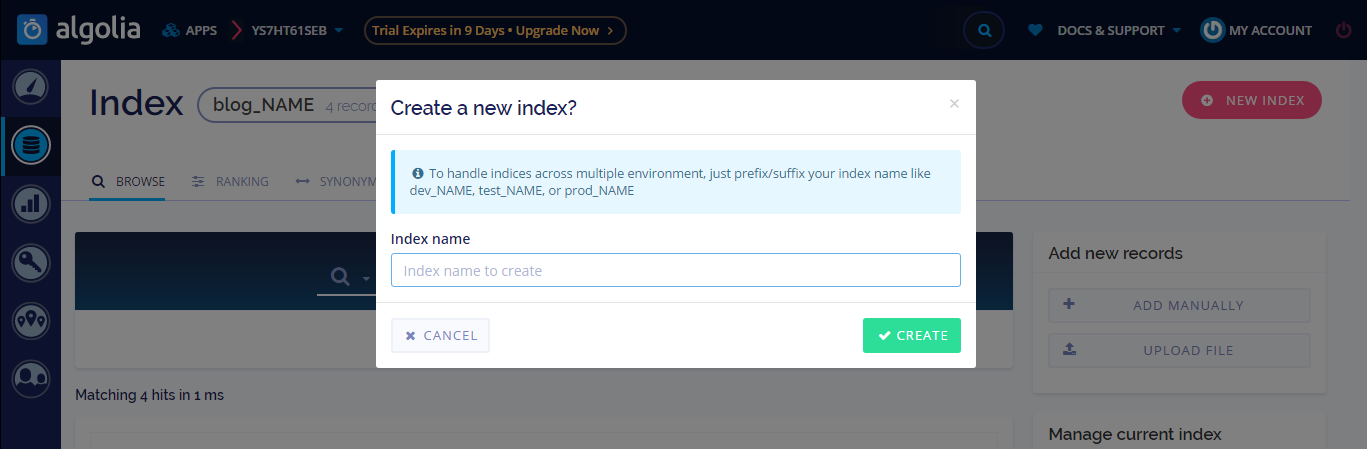 algolia APPS YS7HT61SEB Trial Expires in 9 Days • Upgrade Now DOCS & SUPPORT MY ACCOUNT
Index blog_NAME 4 recor
NEW INDEX
BROWSE RANKING SYNONYM
Create a new index?
×
To handle indices across multiple environment, just prefix/suffix your index name like
dev_NAME, test_NAME, or prod_NAME
Index name
Index name to create
CANCEL CREATE
Add new records
ADD MANUALLY
UPLOAD FILE
Matching 4 hits in 1 ms
Manage current index